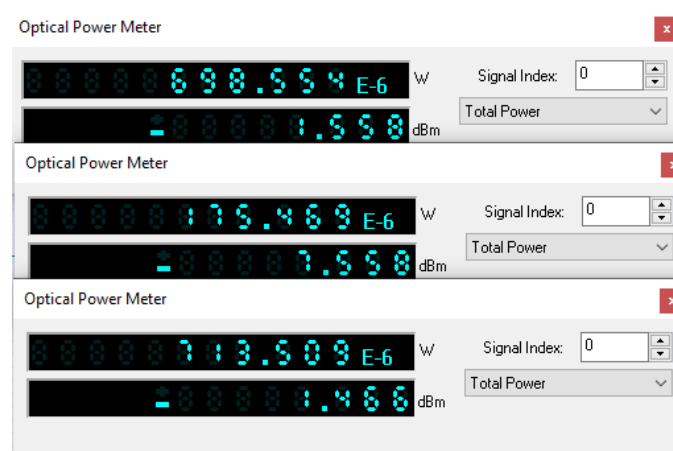 Optical Power Meter
x
698.554 E-6 W Signal Index: 0
Total Power
- 1.558 dBm
Optical Power Meter
x
175.469 E-6 W Signal Index: 0
Total Power
- 7.558 dBm
Optical Power Meter
x
713.509 E-6 W Signal Index: 0
Total Power
- 1.466 dBm